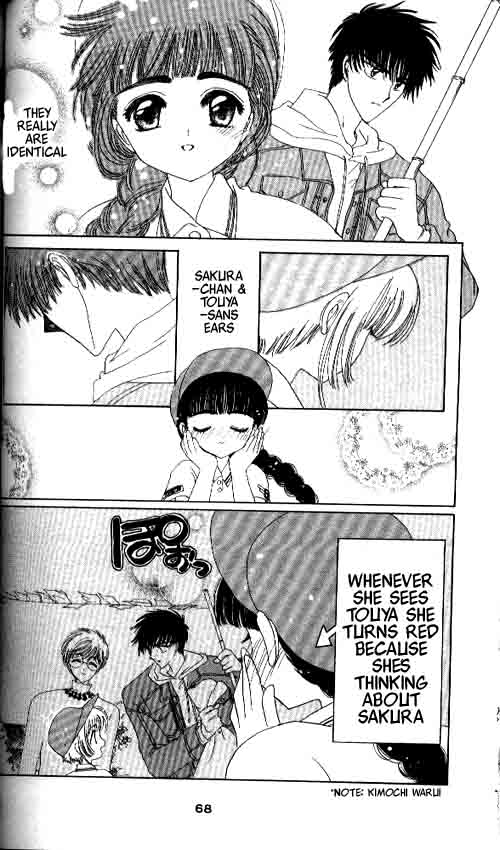 THEY
REALLY
ARE
IDENTICAL
SAKURA
-CHAN &
TOUYA
-SANS
EARS
ぽおっ
WHENEVER
SHE SEES
TOUYA SHE
TURNS RED
BECAUSE
SHES
THINKING
ABOUT
SAKURA
*NOTE: KIMOCHI WARUI
68